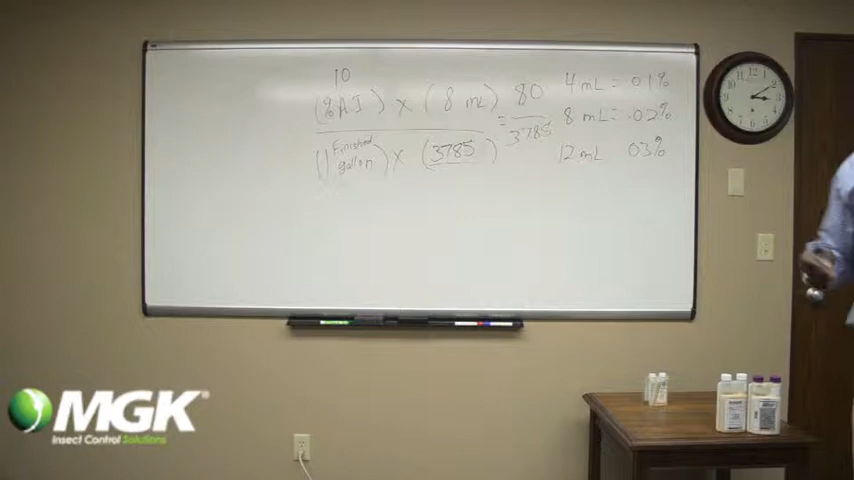 10
(%AI) x (8 mL) = 80
(1 Finished gallon) x (3785) 3785
4 mL = .01%
8 mL = .02%
12 mL .03%
MGK®
Insect Control Solutions